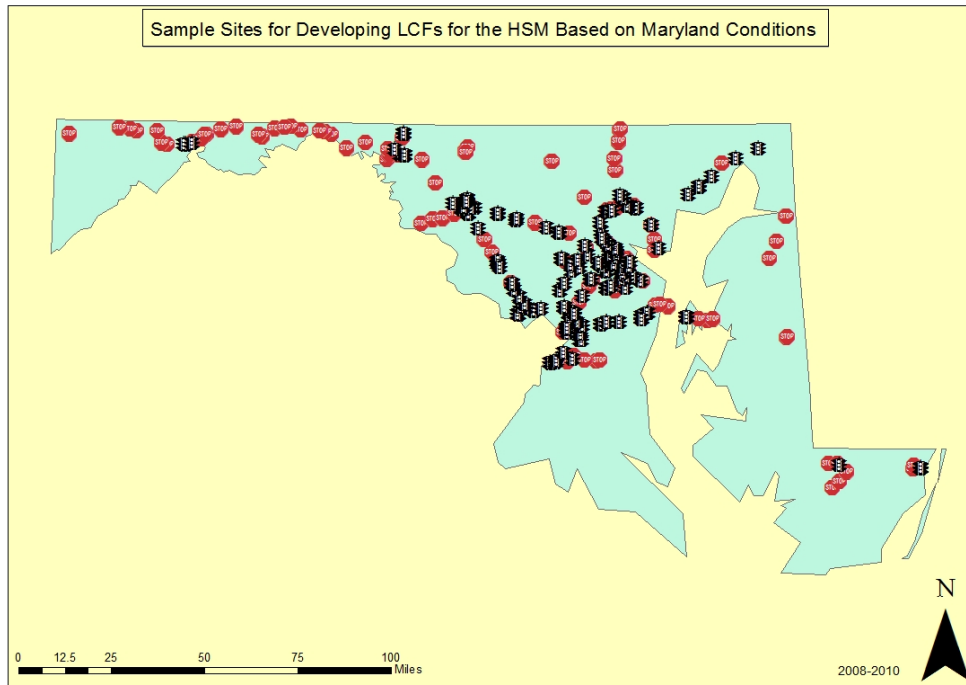 Sample Sites for Developing LCFs for the HSM Based on Maryland Conditions
STOP
N
0 12.5 25 50 75 100
Miles
2008-2010